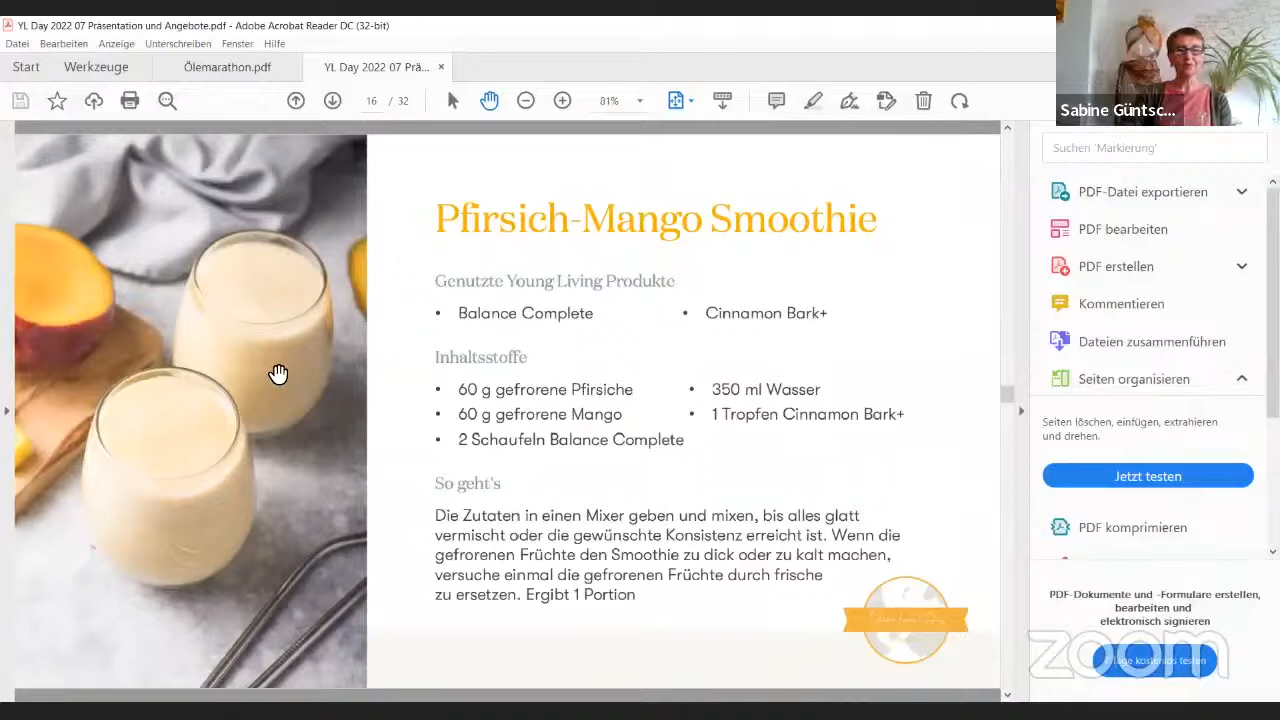 YL Day 2022 07 Präsentation und Angebote.pdf - Adobe Acrobat Reader DC (32-bit)
Datei Bearbeiten Anzeige Unterschreiben Fenster Hilfe
Start Werkzeuge Ölemarathon.pdf YL Day 2022 07 Prä... ×
16 / 32 81%
Sabine Güntsc...
Suchen 'Markierung'
PDF-Datei exportieren
PDF bearbeiten
PDF erstellen
Kommentieren
Dateien zusammenführen
Seiten organisieren
Seiten löschen, einfügen, extrahieren
und drehen.
Jetzt testen
PDF komprimieren
PDF-Dokumente und -Formulare erstellen,
bearbeiten und
elektronisch signieren
7 Tage kostenlos testen
zoom
Pfirsich-Mango Smoothie
Genutzte Young Living Produkte
• Balance Complete • Cinnamon Bark+
Inhaltsstoffe
• 60 g gefrorene Pfirsiche • 350 ml Wasser
• 60 g gefrorene Mango • 1 Tropfen Cinnamon Bark+
• 2 Schaufeln Balance Complete
So geht's
Die Zutaten in einen Mixer geben und mixen, bis alles glatt
vermischt oder die gewünschte Konsistenz erreicht ist. Wenn die
gefrorenen Früchte den Smoothie zu dick oder zu kalt machen,
versuche einmal die gefrorenen Früchte durch frische
zu ersetzen. Ergibt 1 Portion